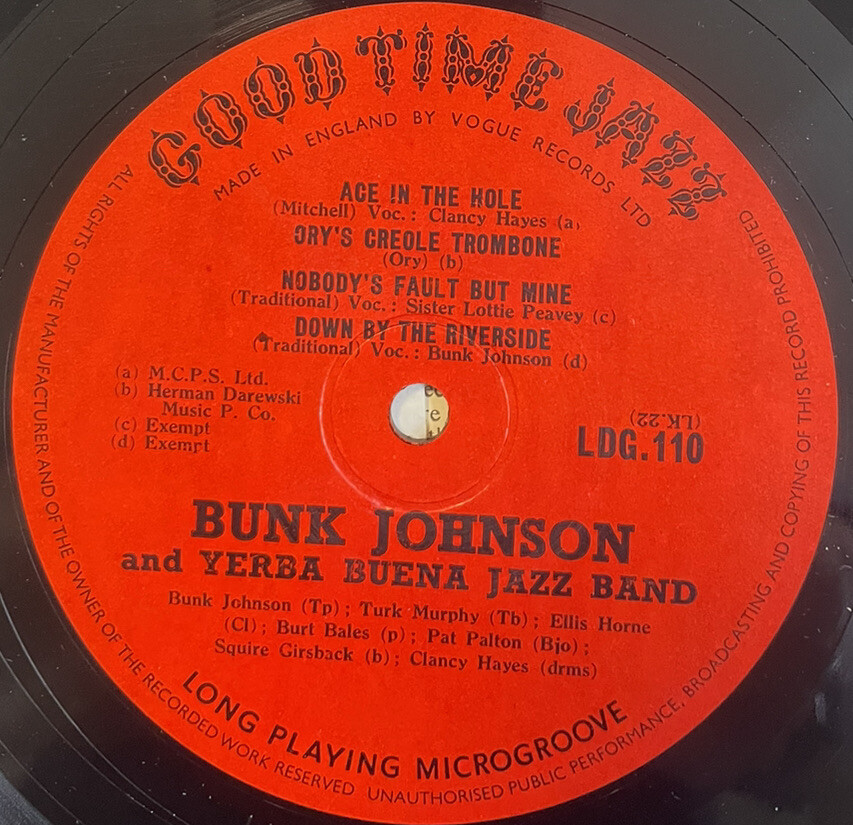 GOOD TIME JAZZ
MADE IN ENGLAND BY VOGUE RECORDS LTD
ACE IN THE HOLE
(Mitchell) Voc.: Clancy Hayes (a)
ORY'S CREOLE TROMBONE
(Ory) (b)
NOBODY'S FAULT BUT MINE
(Traditional) Voc.: Sister Lottie Peavey (c)
DOWN BY THE RIVERSIDE
(Traditional) Voc.: Bunk Johnson (d)
(a) M.C.P.S. Ltd.
(b) Herman Darewski
Music P. Co.
(c) Exempt
(d) Exempt
(LK.22)
LDG.110
BUNK JOHNSON
and YERBA BUENA JAZZ BAND
Bunk Johnson (Tp); Turk Murphy (Tb); Ellis Horne
(Cl); Burt Bales (p); Pat Palton (Bjo);
Squire Girsback (b); Clancy Hayes (drms)
LONG PLAYING MICROGROOVE
ALL RIGHTS OF THE MANUFACTURER AND OF THE OWNER OF THE RECORDED WORK RESERVED UNAUTHORISED PUBLIC PERFORMANCE, BROADCASTING AND COPYING OF THIS RECORD PROHIBITED